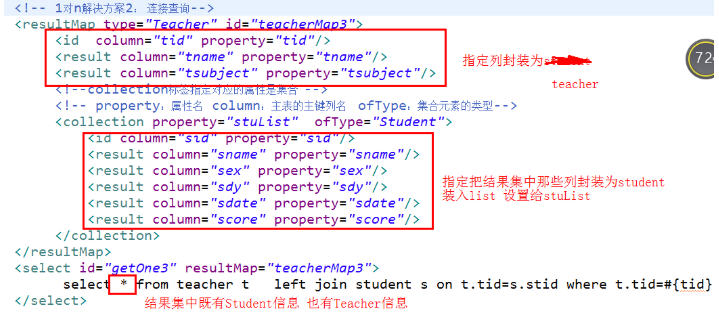 <!-- 1对n解决方案2： 连接查询-->
<resultMap type="Teacher" id="teacherMap3">
<id column="tid" property="tid"/>
<result column="tname" property="tname"/>
<result column="tsubject" property="tsubject"/>
指定列封装为
teacher
<!--collection标签指定对应的属性是集合 -->
<!-- property：属性名 column：主表的主键列名 ofType：集合元素的类型-->
<collection property="stuList" ofType="Student">
<id column="sid" property="sid"/>
<result column="sname" property="sname"/>
<result column="sex" property="sex"/>
<result column="sdy" property="sdy"/>
<result column="sdate" property="sdate"/>
<result column="score" property="score"/>
指定把结果集中那些列封装为student
装入list 设置给stuList
</collection>
</resultMap>
<select id="getOne3" resultMap="teacherMap3">
select * from teacher t left join student s on t.tid=s.stid where t.tid=#{tid}
</select>
结果集中既有Student信息 也有Teacher信息
72